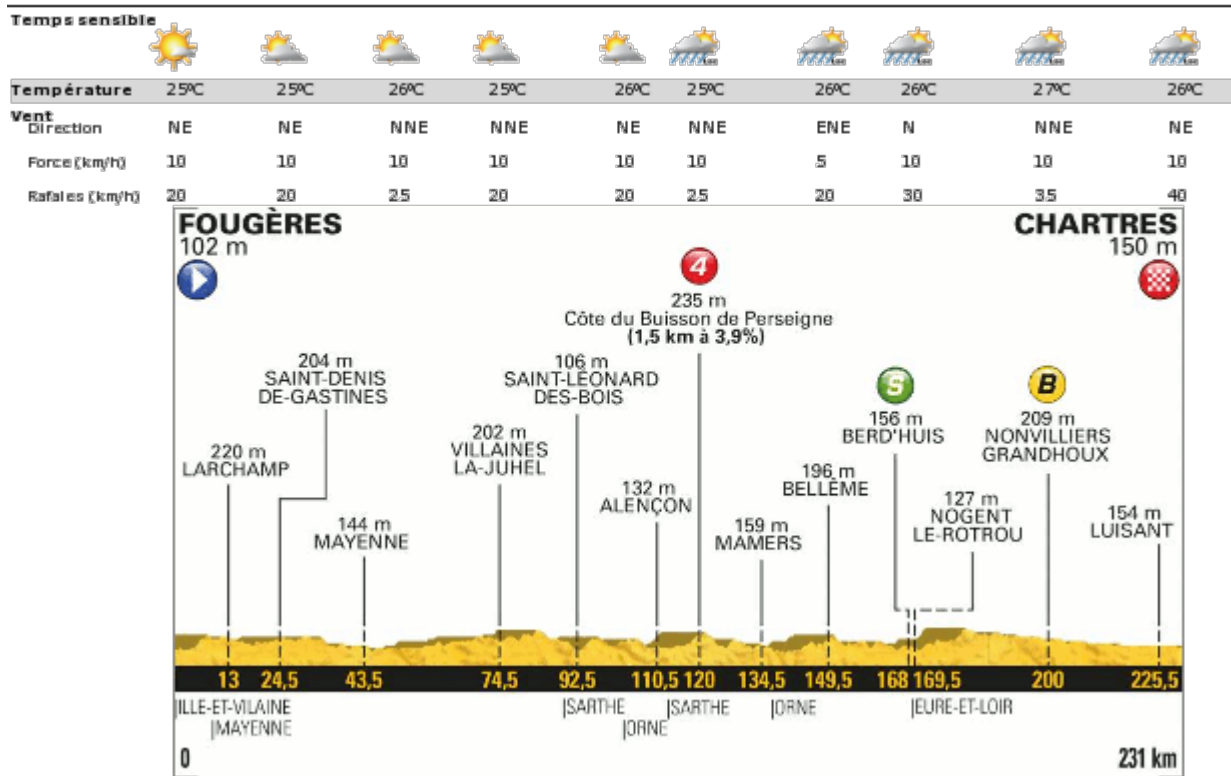 Temps sensible
Température 25ºC 25ºC 26ºC 25ºC 26ºC 25ºC 26ºC 26ºC 27ºC 26ºC
Vent
Direction NE NE NNE NNE NE NNE ENE N NNE NE
Force (km/h) 10 10 10 10 10 10 5 10 10 10
Rafales (km/h) 20 20 25 20 20 25 20 30 35 40
FOUGÈRES
102 m
CHARTRES
150 m
4
235 m
Côte du Buisson de Perseigne
(1,5 km à 3,9%)
204 m
SAINT-DENIS
DE-GASTINES
106 m
SAINT-LÉONARD
DES-BOIS
S
156 m
BERD'HUIS
B
209 m
NONVILLIERS
GRANDHOUX
220 m
LARCHAMP
202 m
VILLAINES
LA-JUHEL
196 m
BELLÊME
132 m
ALENÇON
127 m
NOGENT
LE-ROTROU
144 m
MAYENNE
159 m
MAMERS
154 m
LUISANT
13 24,5 43,5 74,5 92,5 110,5 120 134,5 149,5 168 169,5 200 225,5
ILLE-ET-VILAINE SARTHE SARTHE ORNE EURE-ET-LOIR
MAYENNE ORNE
0 231 km